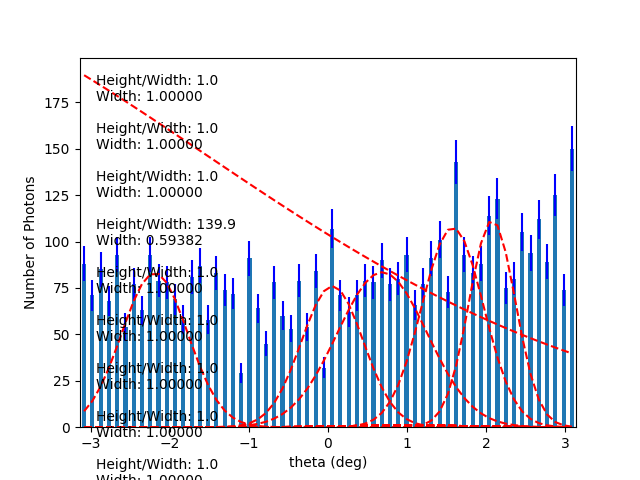 Height/Width: 1.0
Width: 1.00000
Height/Width: 1.0
Width: 1.00000
Height/Width: 1.0
Width: 1.00000
Height/Width: 139.9
Width: 0.59382
Height/Width: 1.0
Width: 1.00000
Height/Width: 1.0
Width: 1.00000
Height/Width: 1.0
Width: 1.00000
Height/Width: 1.0
Width: 1.00000
Height/Width: 1.0
Width: 1.00000
175
150
125
100
75
50
25
0
Number of Photons
−3 −2 −1 0 1 2 3
theta (deg)